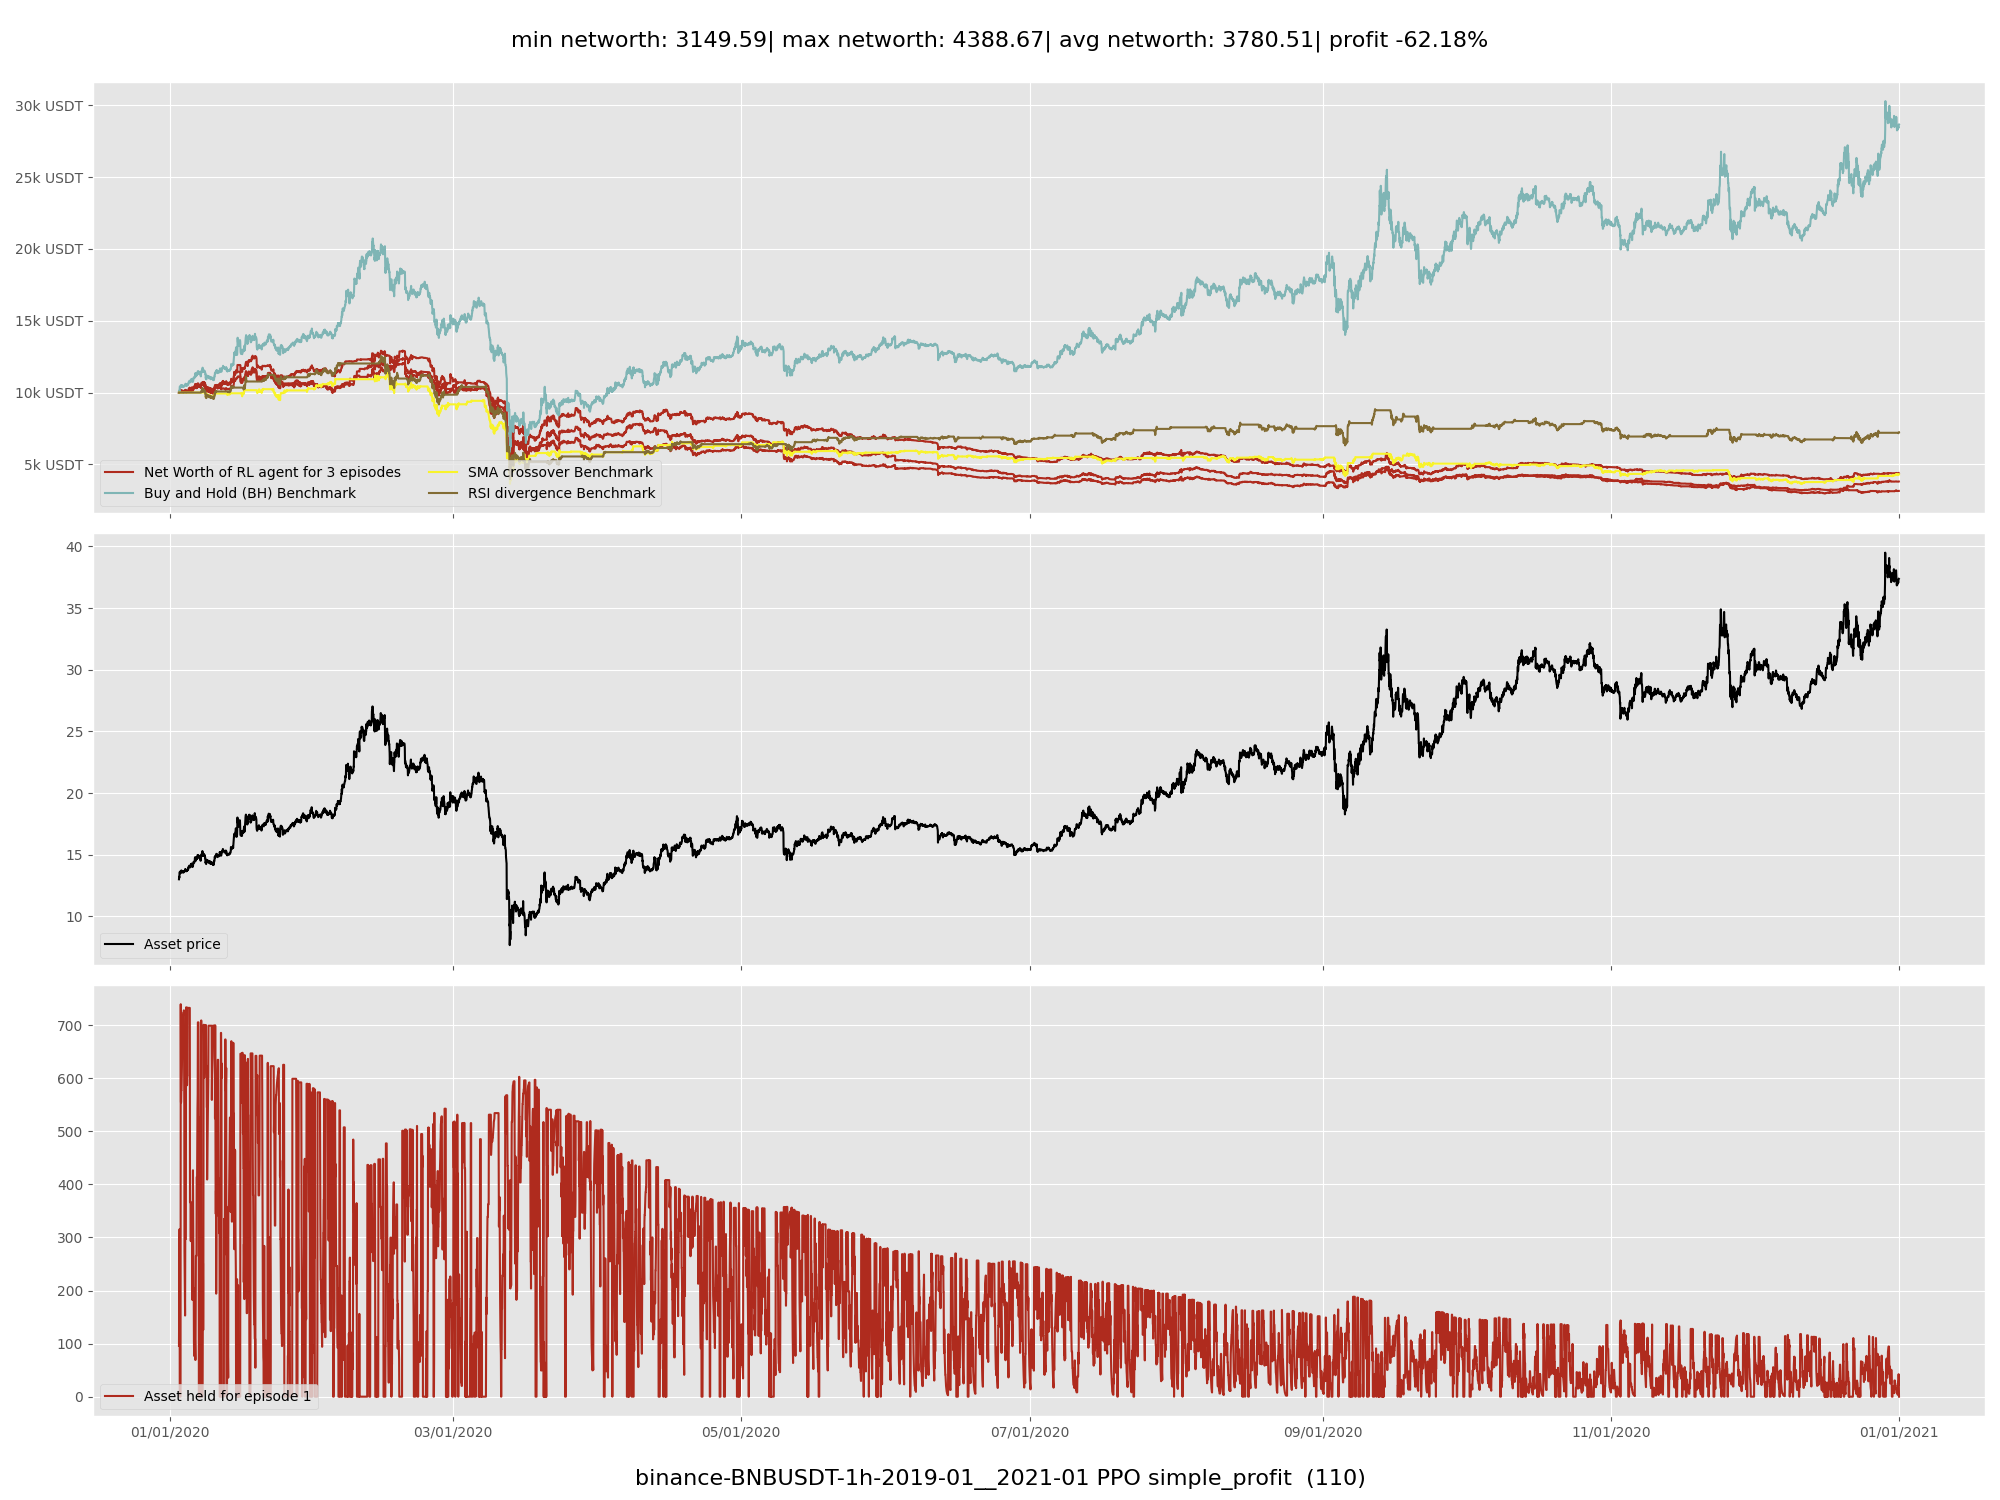 min networth: 3149.59| max networth: 4388.67| avg networth: 3780.51| profit -62.18%
30k USDT
25k USDT
20k USDT
15k USDT
10k USDT
5k USDT
Net Worth of RL agent for 3 episodes
Buy and Hold (BH) Benchmark
SMA crossover Benchmark
RSI divergence Benchmark
40
35
30
25
20
15
10
Asset price
700
600
500
400
300
200
100
0
Asset held for episode 1
01/01/2020
03/01/2020
05/01/2020
07/01/2020
09/01/2020
11/01/2020
01/01/2021
binance-BNBUSDT-1h-2019-01__2021-01 PPO simple_profit  (110)